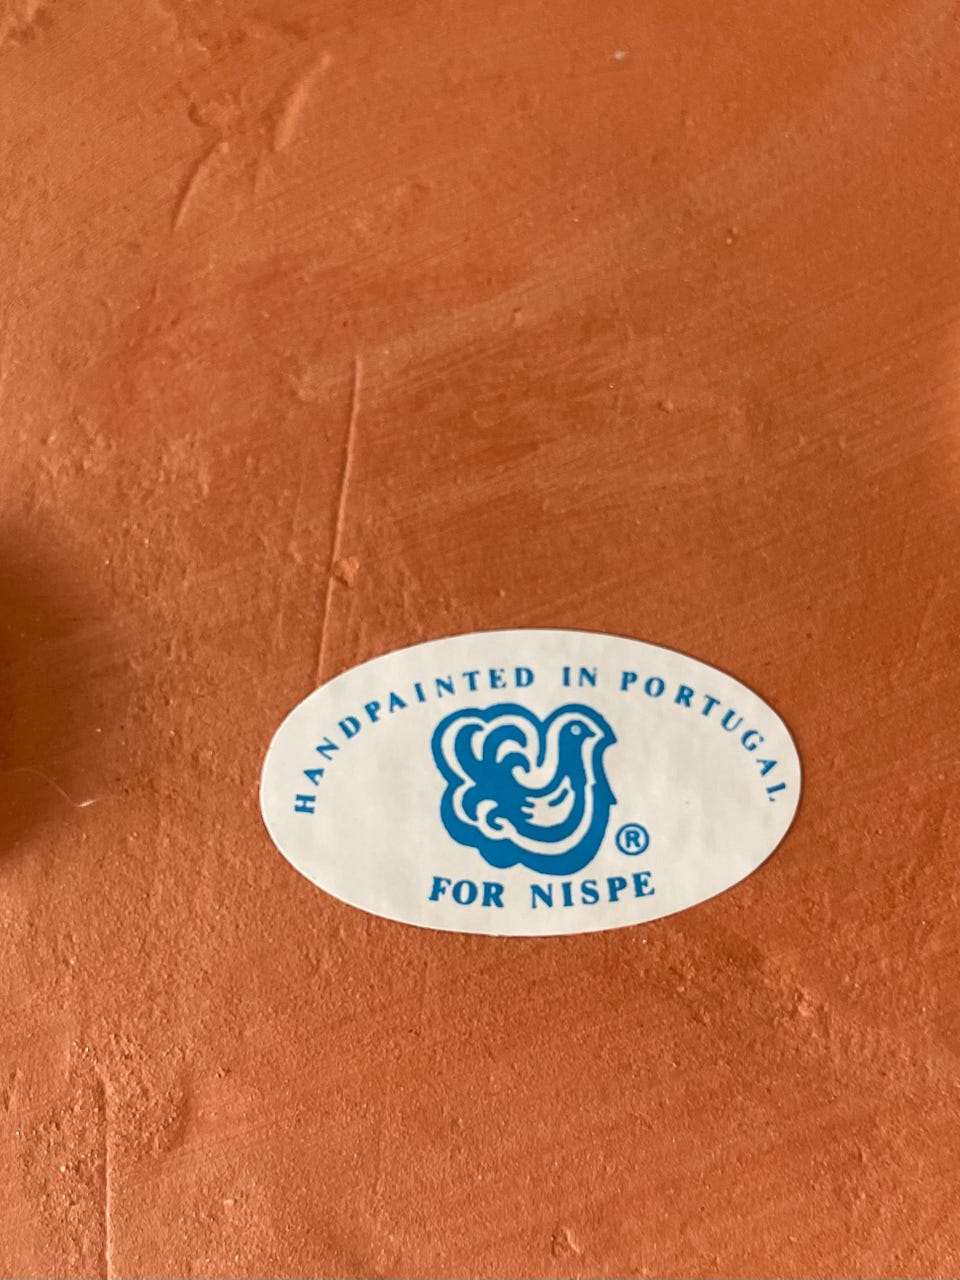 HANDPAINTED IN PORTUGAL
®
FOR NISPE